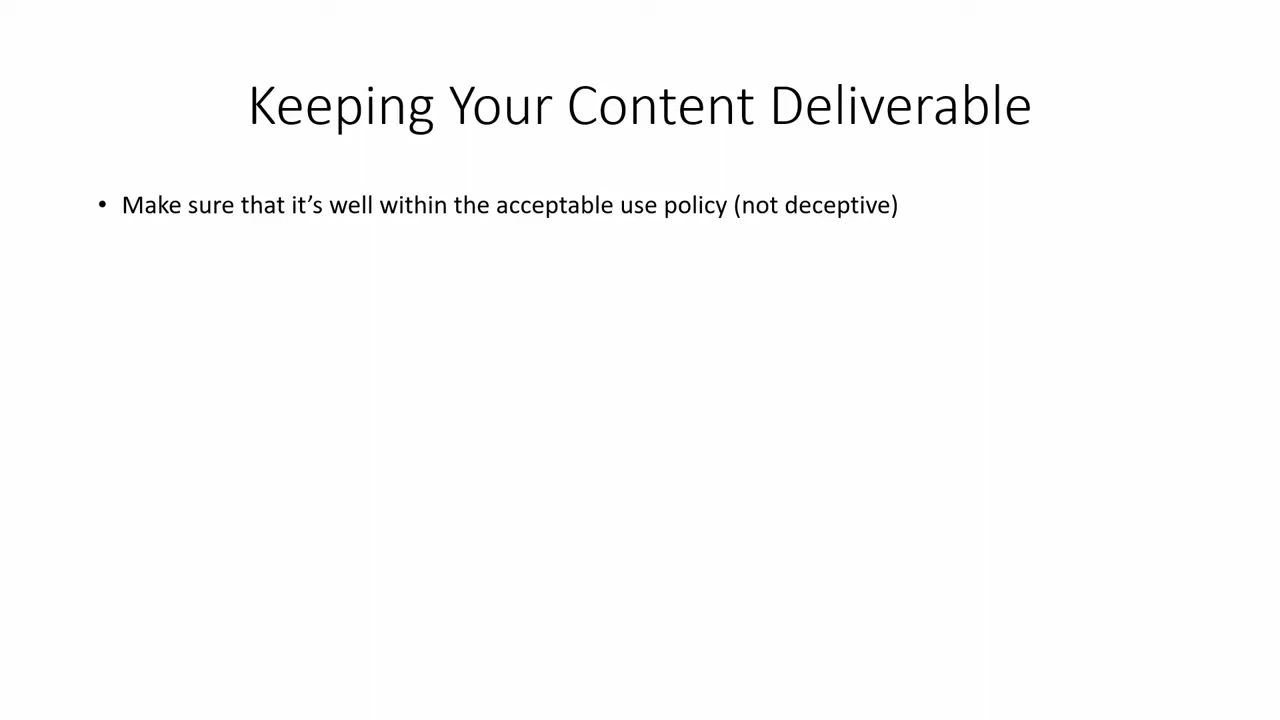 Keeping Your Content Deliverable
• Make sure that it’s well within the acceptable use policy (not deceptive)